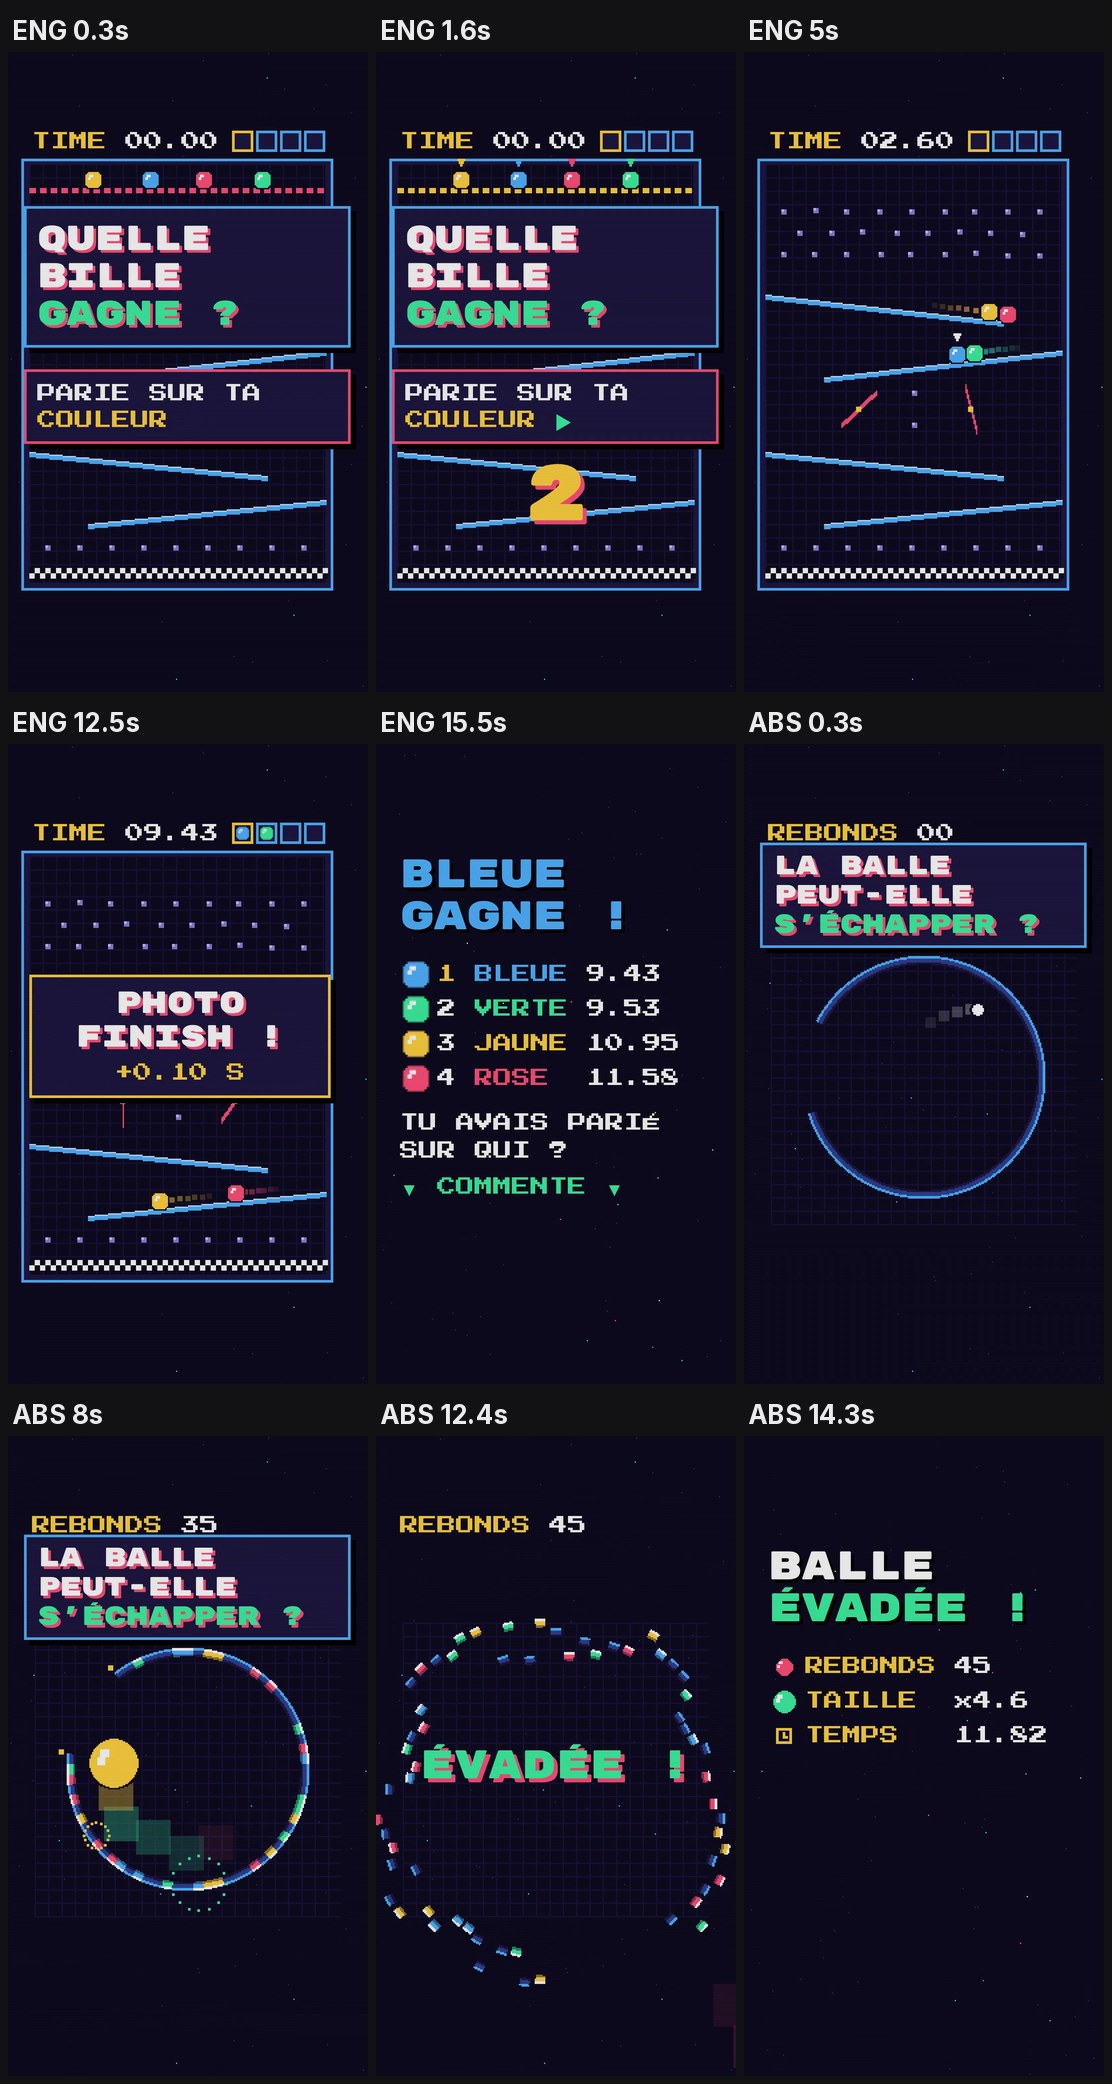 ENG 0.3s
TIME 00.00
QUELLE
BILLE
GAGNE ?
PARIE SUR TA
COULEUR
ENG 1.6s
TIME 00.00
QUELLE
BILLE
GAGNE ?
PARIE SUR TA
COULEUR ▶
2
ENG 5s
TIME 02.60
ENG 12.5s
TIME 09.43
PHOTO
FINISH !
+0.10 S
ENG 15.5s
BLEUE
GAGNE !
1 BLEUE 9.43
2 VERTE 9.53
3 JAUNE 10.95
4 ROSE 11.58
TU AVAIS PARIÉ
SUR QUI ?
▼ COMMENTE ▼
ABS 0.3s
REBONDS 00
LA BALLE
PEUT-ELLE
S'ÉCHAPPER ?
ABS 8s
REBONDS 35
LA BALLE
PEUT-ELLE
S'ÉCHAPPER ?
ABS 12.4s
REBONDS 45
ÉVADÉE !
ABS 14.3s
BALLE
ÉVADÉE !
REBONDS 45
TAILLE x4.6
TEMPS 11.82